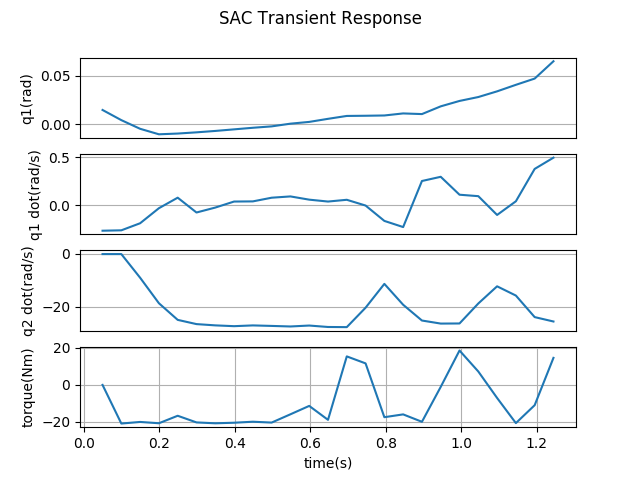 SAC Transient Response
q1(rad)
0.05
0.00
q1 dot(rad/s)
0.5
0.0
q2 dot(rad/s)
0
−20
torque(Nm)
20
0
−20
0.0 0.2 0.4 0.6 0.8 1.0 1.2
time(s)